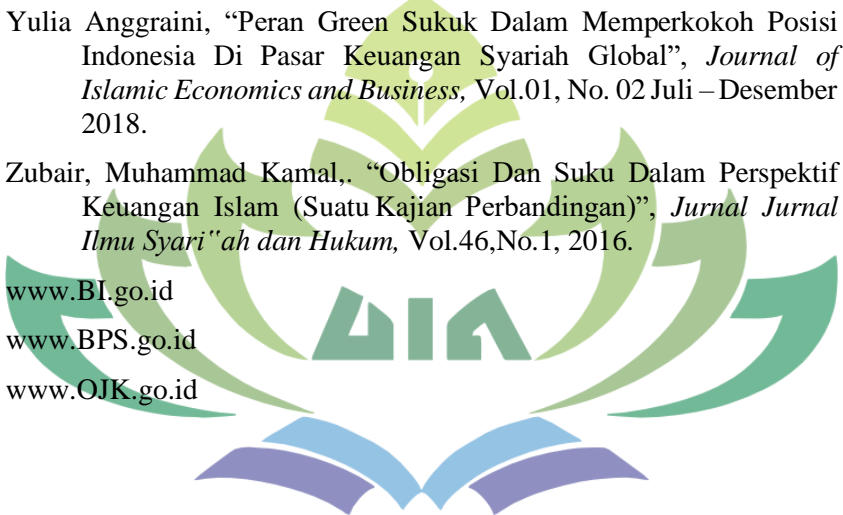 Yulia Anggraini, “Peran Green Sukuk Dalam Memperkokoh Posisi
Indonesia Di Pasar Keuangan Syariah Global”, Journal of
Islamic Economics and Business, Vol.01, No. 02 Juli – Desember
2018.
Zubair, Muhammad Kamal,. “Obligasi Dan Suku Dalam Perspektif
Keuangan Islam (Suatu Kajian Perbandingan)”, Jurnal Jurnal
Ilmu Syari‟ah dan Hukum, Vol.46,No.1, 2016.
www.BI.go.id
www.BPS.go.id
www.OJK.go.id
UIN